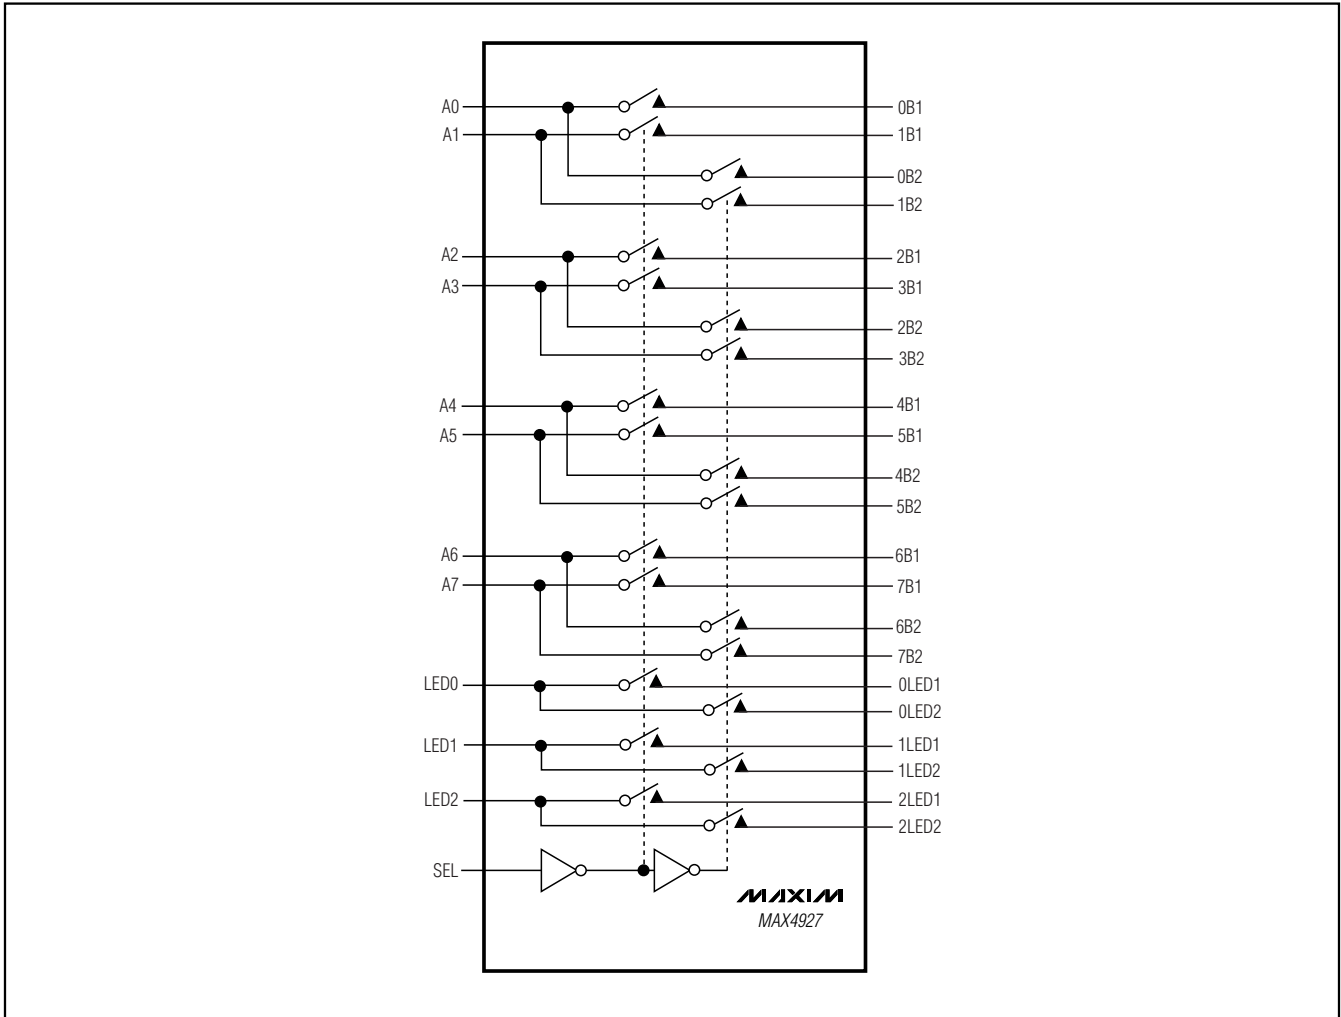 A0
0B1
A1
1B1
0B2
1B2
A2
2B1
A3
3B1
2B2
3B2
A4
4B1
A5
5B1
4B2
5B2
A6
6B1
A7
7B1
6B2
7B2
LED0
0LED1
0LED2
LED1
1LED1
1LED2
LED2
2LED1
2LED2
SEL
MAXIM
MAX4927